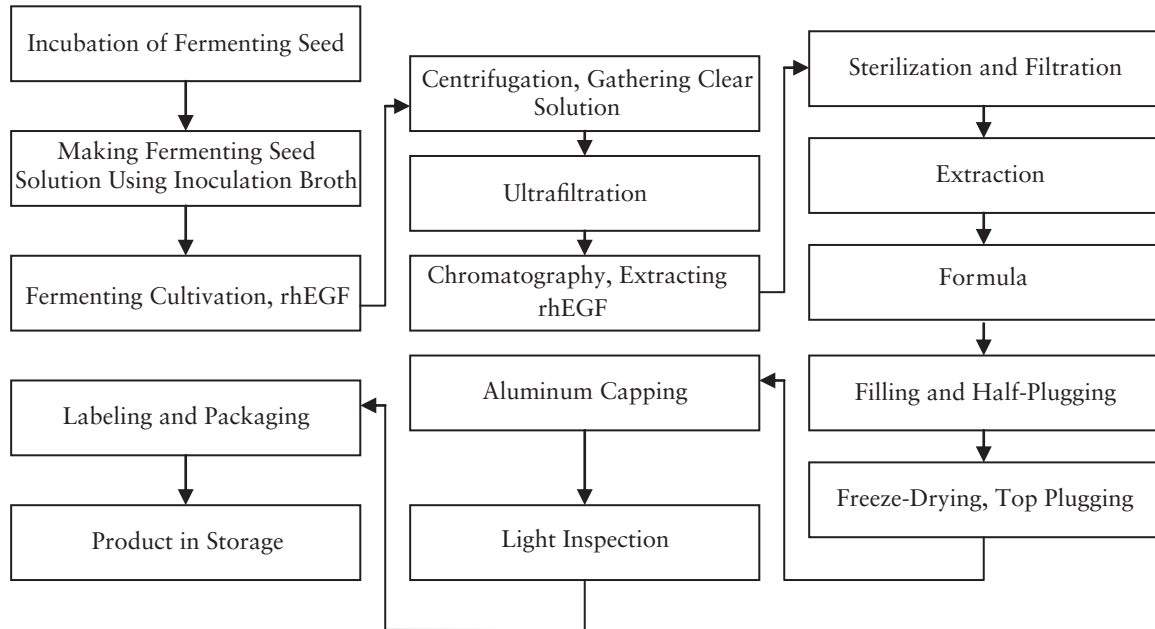 Incubation of Fermenting Seed
Making Fermenting Seed
Solution Using Inoculation Broth
Fermenting Cultivation, rhEGF
Centrifugation, Gathering Clear
Solution
Ultrafiltration
Chromatography, Extracting
rhEGF
Sterilization and Filtration
Extraction
Formula
Filling and Half-Plugging
Freeze-Drying, Top Plugging
Aluminum Capping
Light Inspection
Labeling and Packaging
Product in Storage